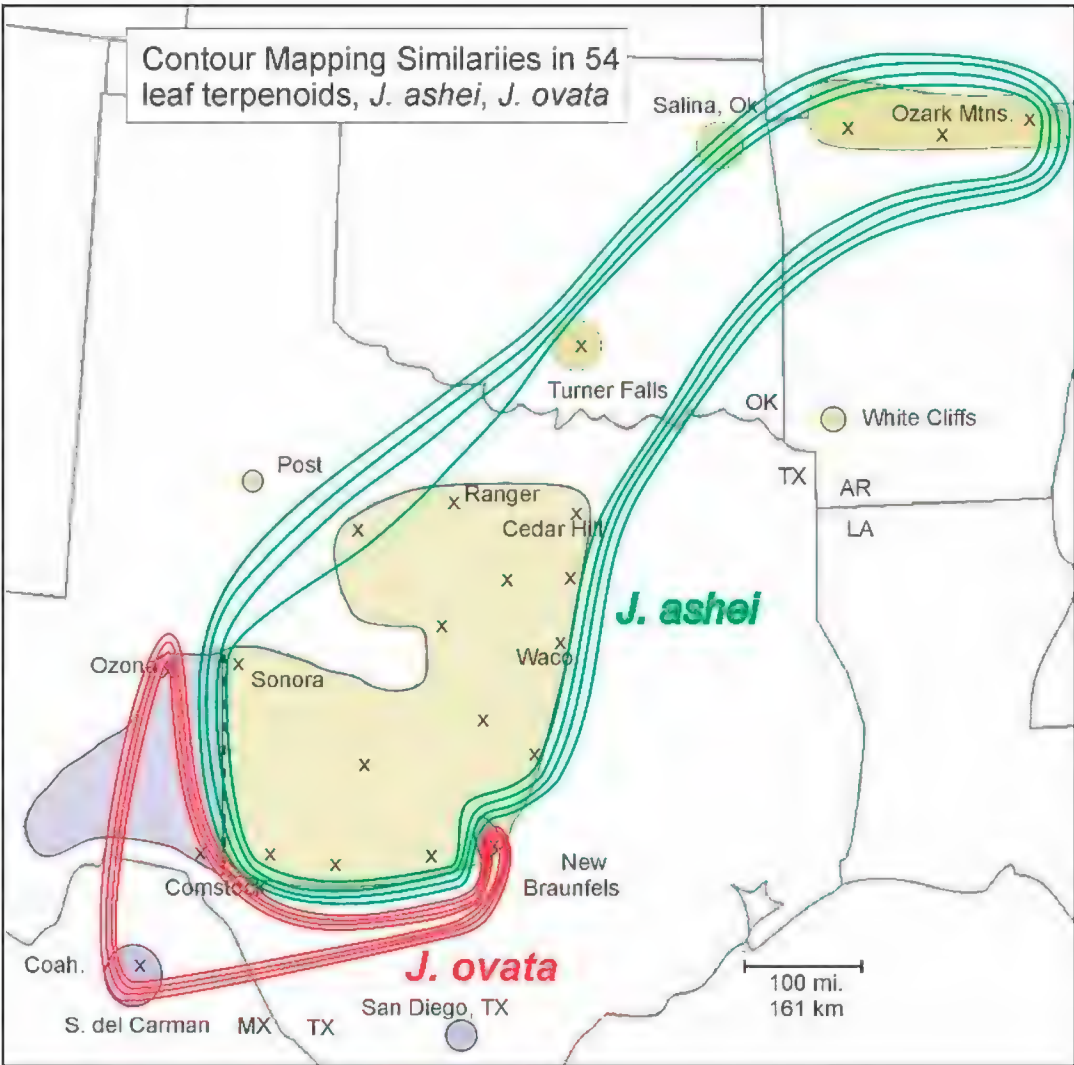 Contour Mapping Similariies in 54
leaf terpenoids, J. ashei, J. ovata
Salina, Ok
Ozark Mtns.
x
x
x
x
Turner Falls
OK
White Cliffs
Post
TX
AR
Ranger
x
x
x
Cedar Hill
LA
x
x
J. ashei
x
x
Waco
Ozona
x
Sonora
x
x
x
x
x
x
x
x
New
Braunfels
Comstock
Coah.
x
J. ovata
100 mi.
161 km
S. del Carman
MX
TX
San Diego, TX